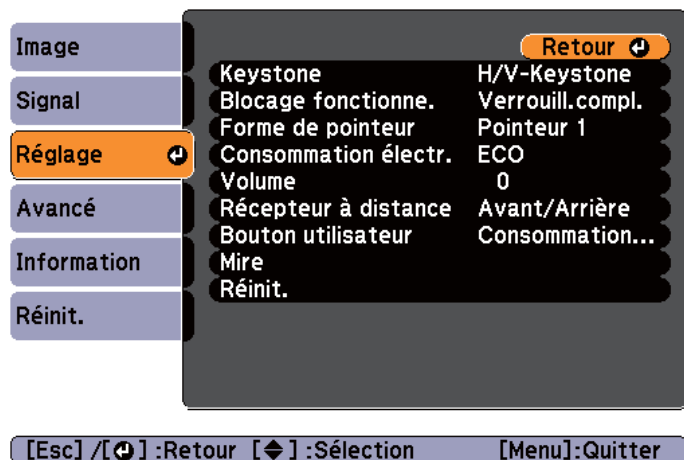 Image
Signal
Réglage
Avancé
Information
Réinit.
Retour
Keystone H/V-Keystone
Blocage fonctionne. Verrouill.compl.
Forme de pointeur Pointeur 1
Consommation électr. ECO
Volume 0
Récepteur à distance Avant/Arrière
Bouton utilisateur Consommation...
Mire
Réinit.
[Esc] /[ ] :Retour [ ] :Sélection [Menu]:Quitter